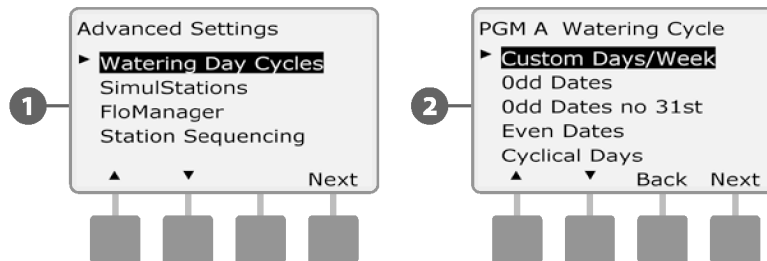 1
Advanced Settings
► Watering Day Cycles
SimulStations
FloManager
Station Sequencing
▲ ▼ Next
2
PGM A Watering Cycle
► Custom Days/Week
Odd Dates
Odd Dates no 31st
Even Dates
Cyclical Days
▲ ▼ Back Next